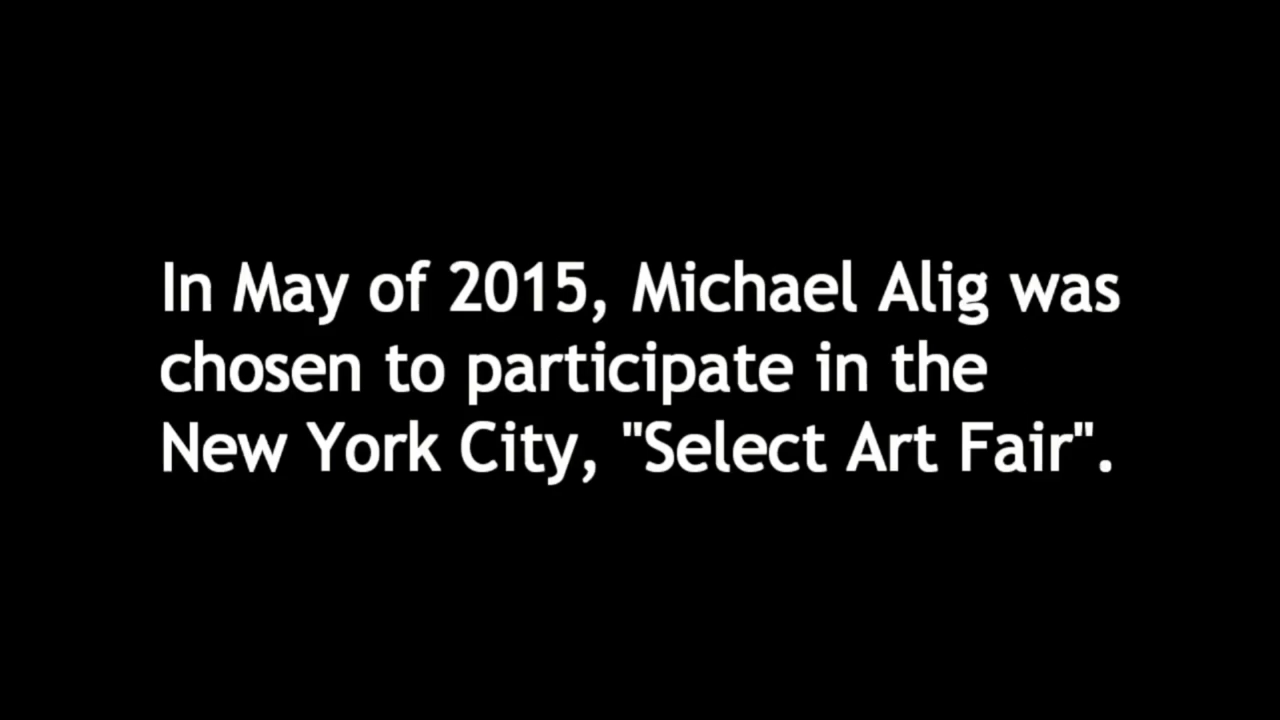 In May of 2015, Michael Alig was
chosen to participate in the
New York City, "Select Art Fair".